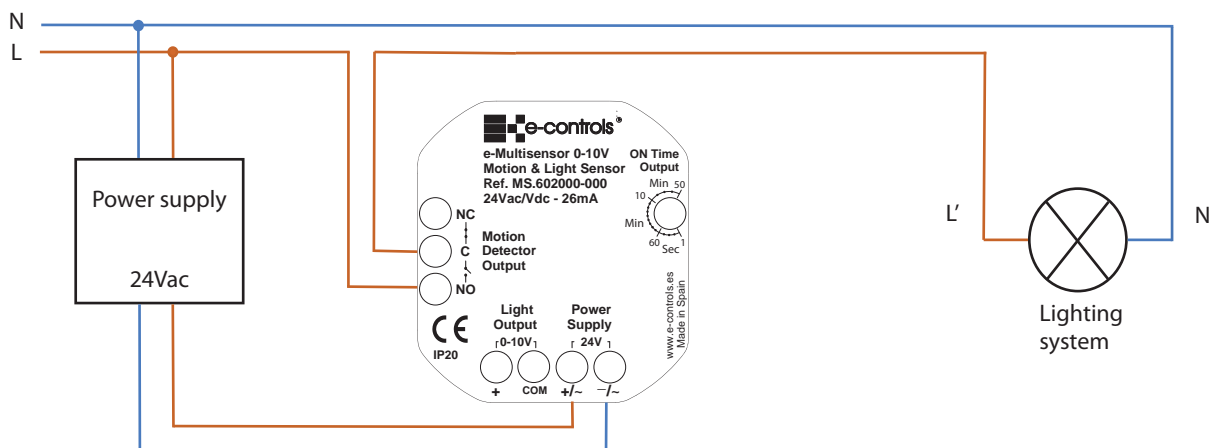 N
L
Power supply
24Vac
e-controls
e-Multisensor 0-10V
Motion & Light Sensor
Ref. MS.602000-000
24Vac/Vdc - 26mA
ON Time
Output
Min
50
10
Min
60
1
Sec
NC
C
NO
Motion
Detector
Output
Light
Output
0-10V
+
COM
Power
Supply
24V
+/~
—/~
CE
IP20
www.e-controls.es
Made in Spain
L’
N
Lighting
system